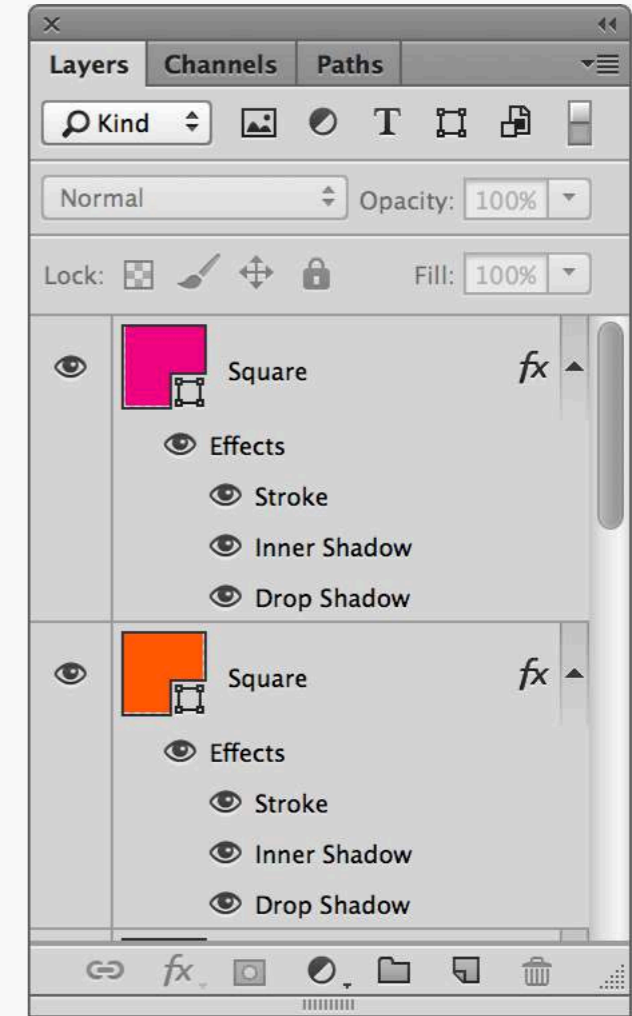 Layers Channels Paths
Kind T
Normal Opacity: 100%
Lock: Fill: 100%
Square fx
Effects
Stroke
Inner Shadow
Drop Shadow
Square fx
Effects
Stroke
Inner Shadow
Drop Shadow
fx